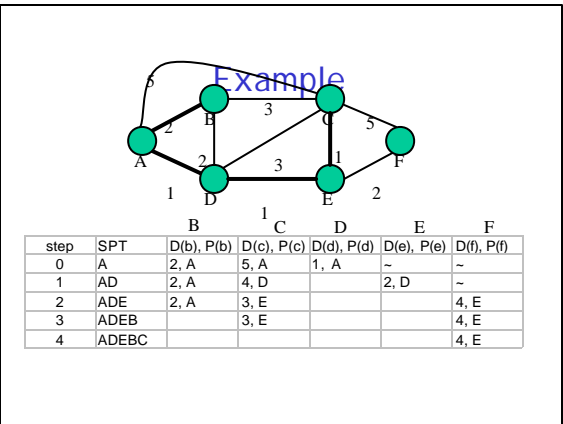 Example
5
B
C
2
3
5
A
F
2
3
1
D
E
1
2
1
B C D E F
step SPT D(b), P(b) D(c), P(c) D(d), P(d) D(e), P(e) D(f), P(f)
0 A 2, A 5, A 1, A ~ ~
1 AD 2, A 4, D 2, D ~
2 ADE 2, A 3, E 4, E
3 ADEB 3, E 4, E
4 ADEBC 4, E